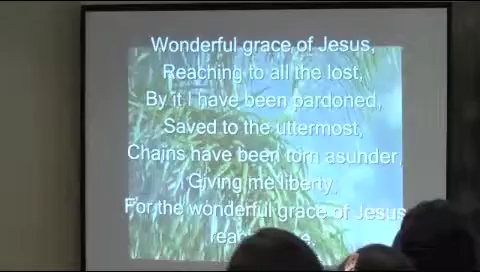 Wonderful grace of Jesus,
Reaching to all the lost,
By it I have been pardoned,
Saved to the uttermost,
Chains have been torn asunder,
Giving me liberty,
For the wonderful grace of Jesus